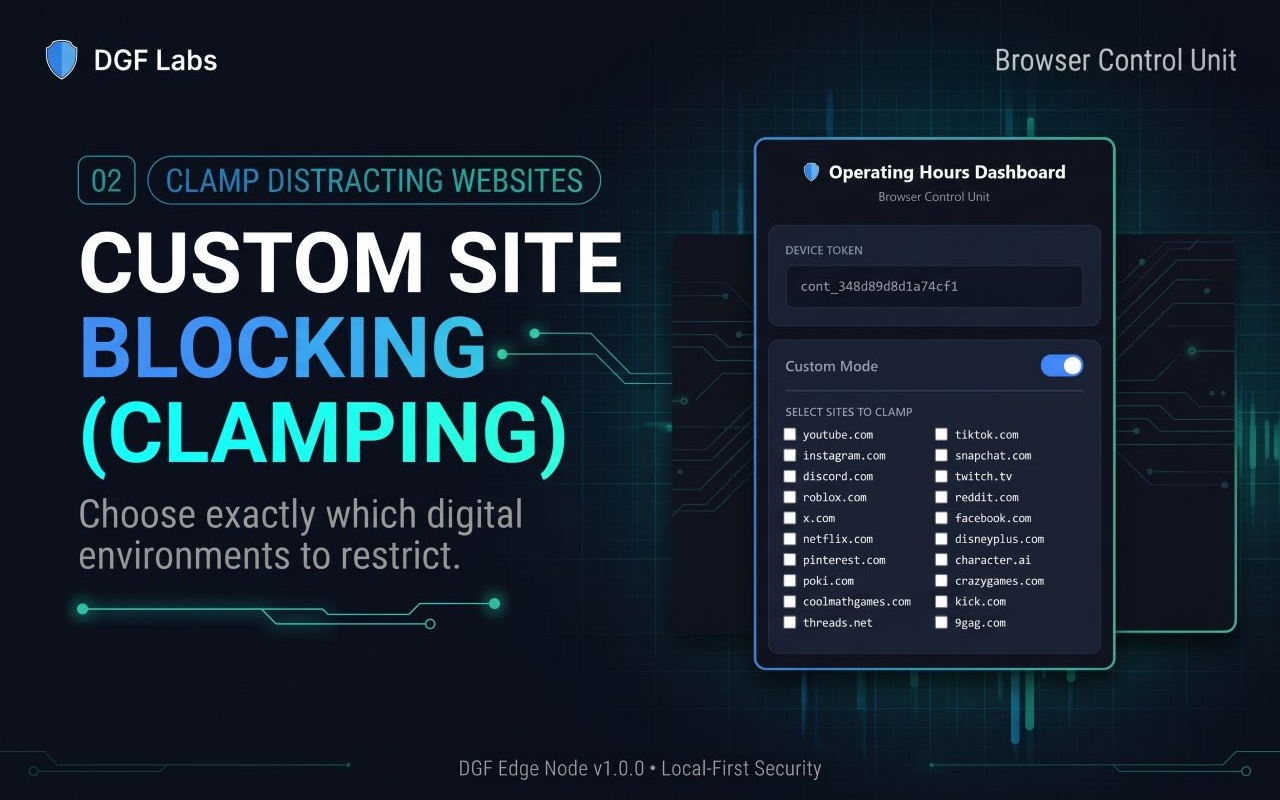 DGF Labs
Browser Control Unit
02
CLAMP DISTRACTING WEBSITES
CUSTOM SITE
BLOCKING
(CLAMPING)
Choose exactly which digital
environments to restrict.
Operating Hours Dashboard
Browser Control Unit
DEVICE TOKEN
cont_348d89d8d1a74cf1
Custom Mode
SELECT SITES TO CLAMP
youtube.com tiktok.com
instagram.com snapchat.com
discord.com twitch.tv
roblox.com reddit.com
x.com facebook.com
netflix.com disneyplus.com
pinterest.com character.ai
poki.com crazygames.com
coolmathgames.com kick.com
threads.net 9gag.com
DGF Edge Node v1.0.0 • Local-First Security